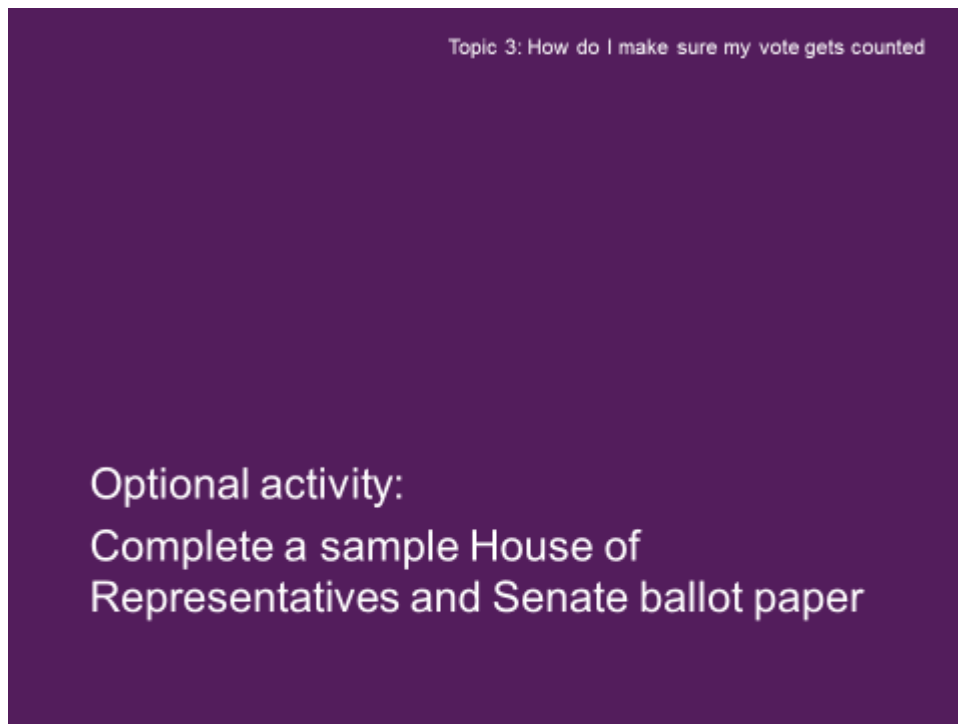 Topic 3: How do I make sure my vote gets counted
Optional activity:
Complete a sample House of
Representatives and Senate ballot paper